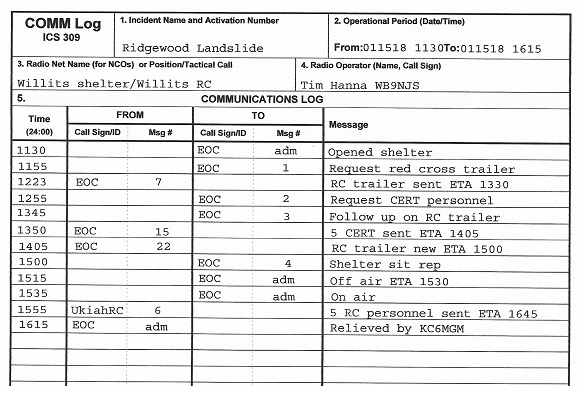 COMM Log
ICS 309
1. Incident Name and Activation Number
Ridgewood Landslide
2. Operational Period (Date/Time)
From:011518 1130To:011518 1615
3. Radio Net Name (for NCOs) or Position/Tactical Call
Willits shelter/Willits RC
4. Radio Operator (Name, Call Sign)
Tim Hanna WB9NJS
5. COMMUNICATIONS LOG
Time
(24:00)
FROM
TO
Message
Call Sign/ID Msg # Call Sign/ID Msg #
1130 EOC adm Opened shelter
1155 EOC 1 Request red cross trailer
1223 EOC 7 RC trailer sent ETA 1330
1255 EOC 2 Request CERT personnel
1345 EOC 3 Follow up on RC trailer
1350 EOC 15 5 CERT sent ETA 1405
1405 EOC 22 RC trailer new ETA 1500
1500 EOC 4 Shelter sit rep
1515 EOC adm Off air ETA 1530
1535 EOC adm On air
1555 UkiahRC 6 5 RC personnel sent ETA 1645
1615 EOC adm Relieved by KC6MGM